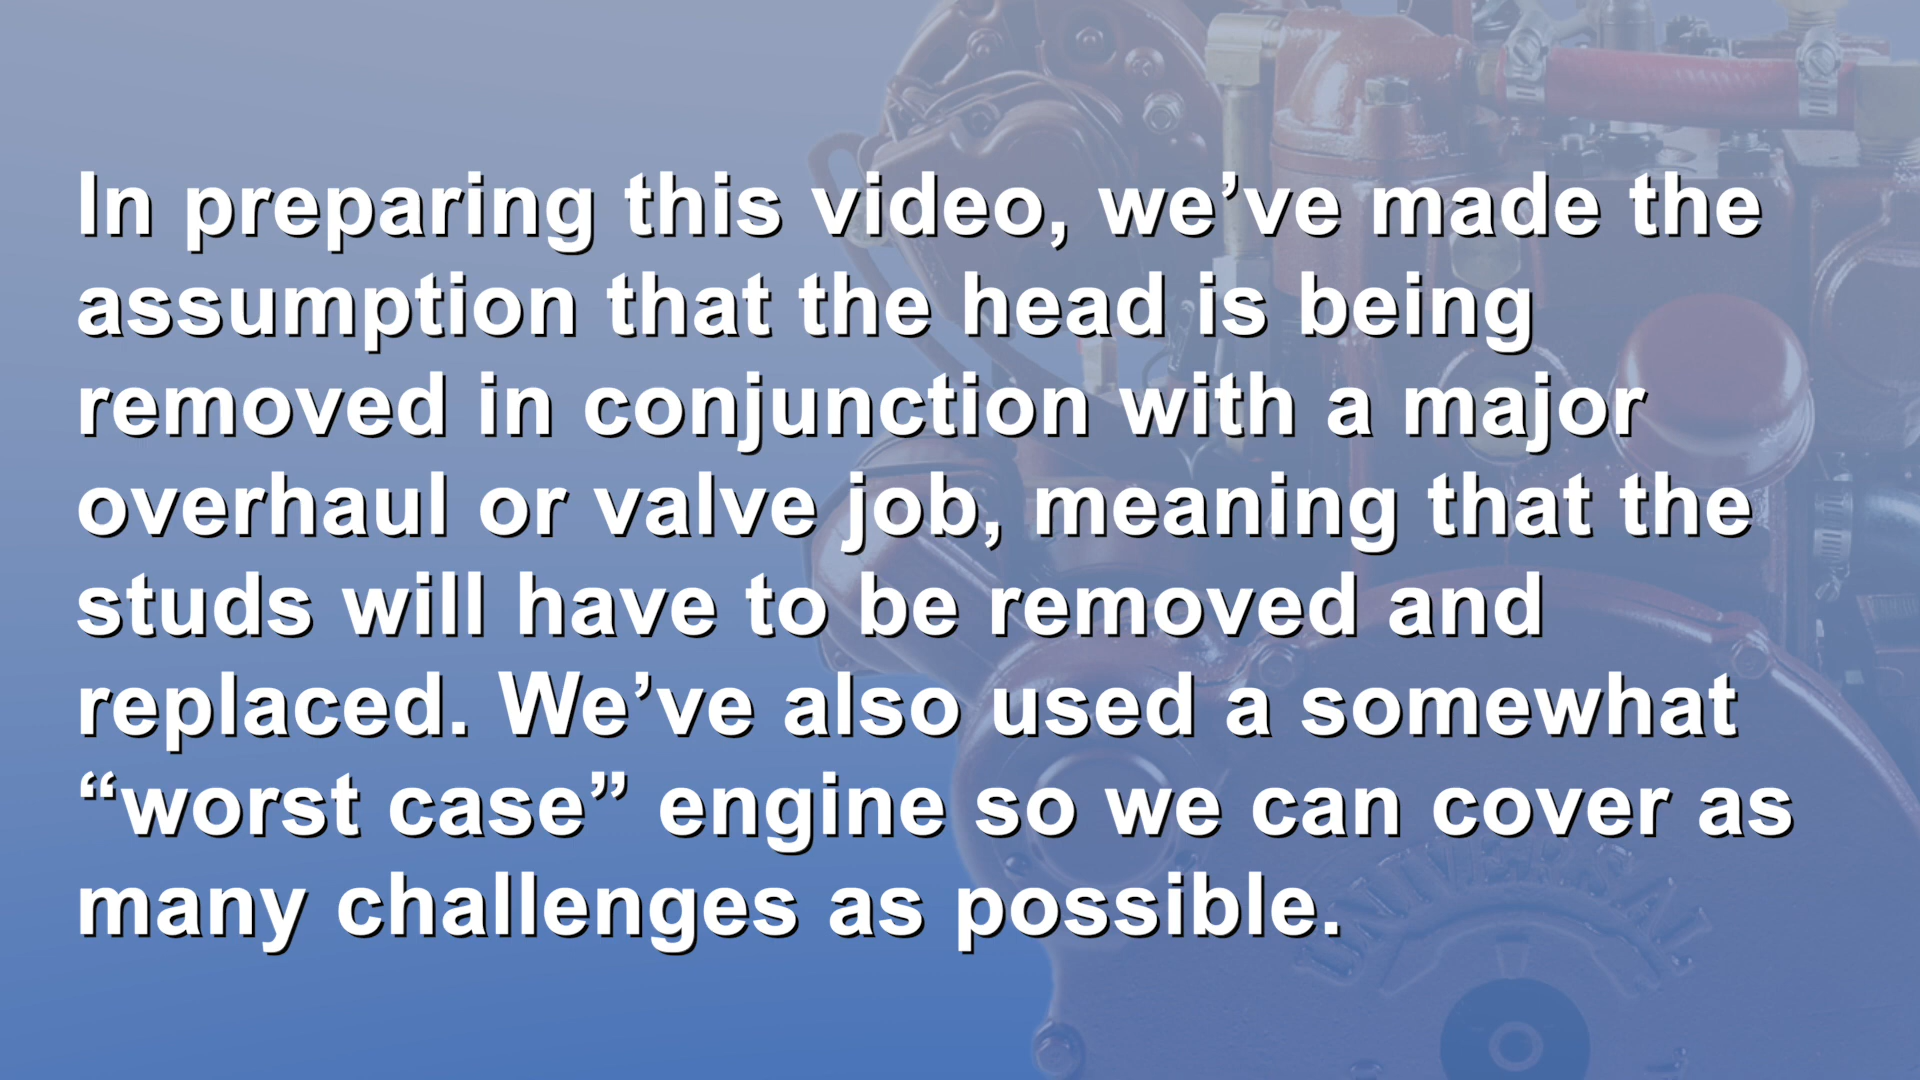 In preparing this video, we’ve made the
assumption that the head is being
removed in conjunction with a major
overhaul or valve job, meaning that the
studs will have to be removed and
replaced. We’ve also used a somewhat
“worst case” engine so we can cover as
many challenges as possible.
UNIVERSAL